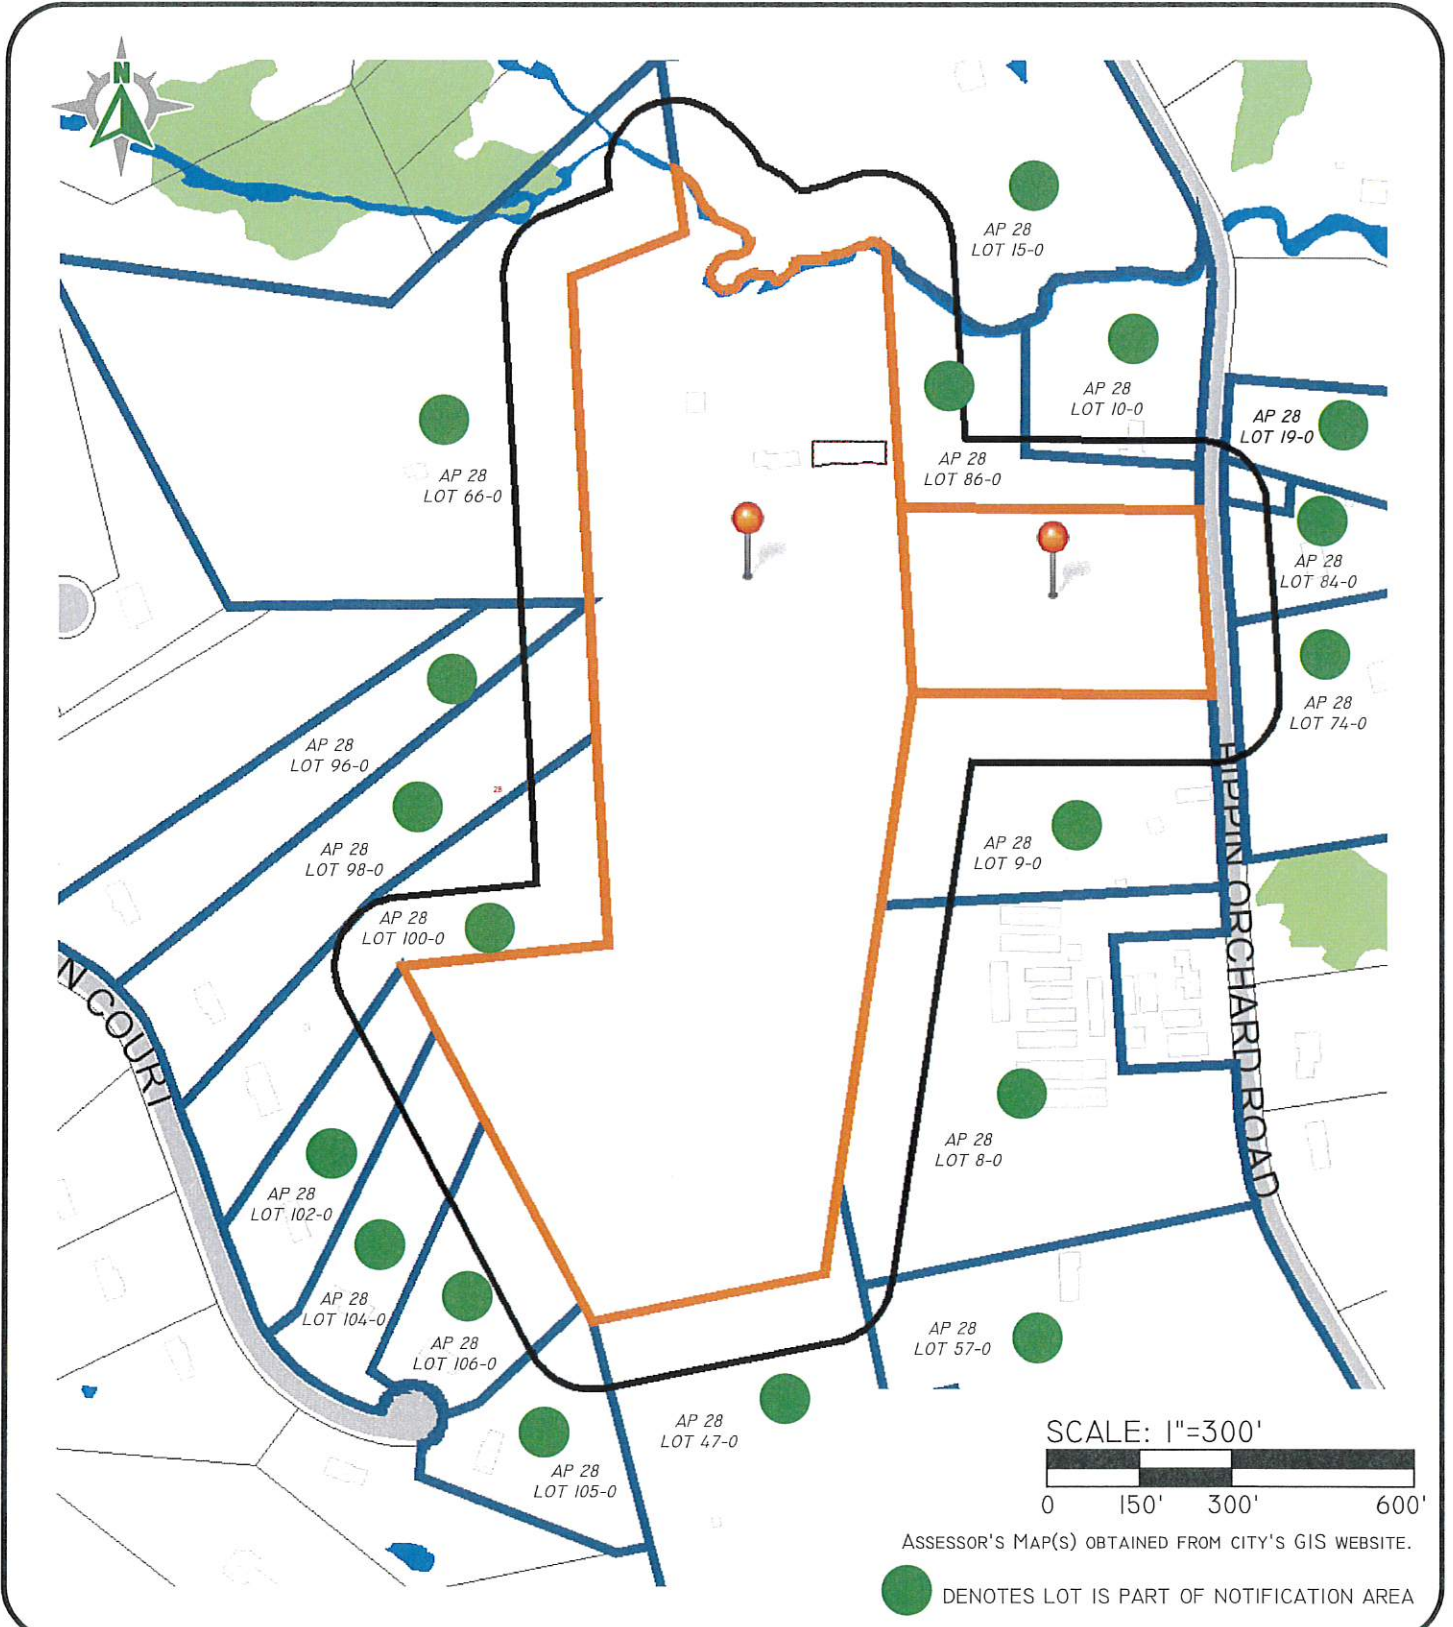 N
AP 28
LOT 15-0
AP 28
LOT 10-0
AP 28
LOT 19-0
AP 28
LOT 66-0
AP 28
LOT 86-0
AP 28
LOT 84-0
AP 28
LOT 74-0
AP 28
LOT 96-0
28
AP 28
LOT 98-0
AP 28
LOT 9-0
AP 28
LOT 100-0
N COURT
HIPPIN ORCHARD ROAD
AP 28
LOT 8-0
AP 28
LOT 102-0
AP 28
LOT 104-0
AP 28
LOT 106-0
AP 28
LOT 57-0
AP 28
LOT 47-0
AP 28
LOT 105-0
SCALE: 1"=300'
0 150' 300' 600'
ASSESSOR'S MAP(S) OBTAINED FROM CITY'S GIS WEBSITE.
DENOTES LOT IS PART OF NOTIFICATION AREA